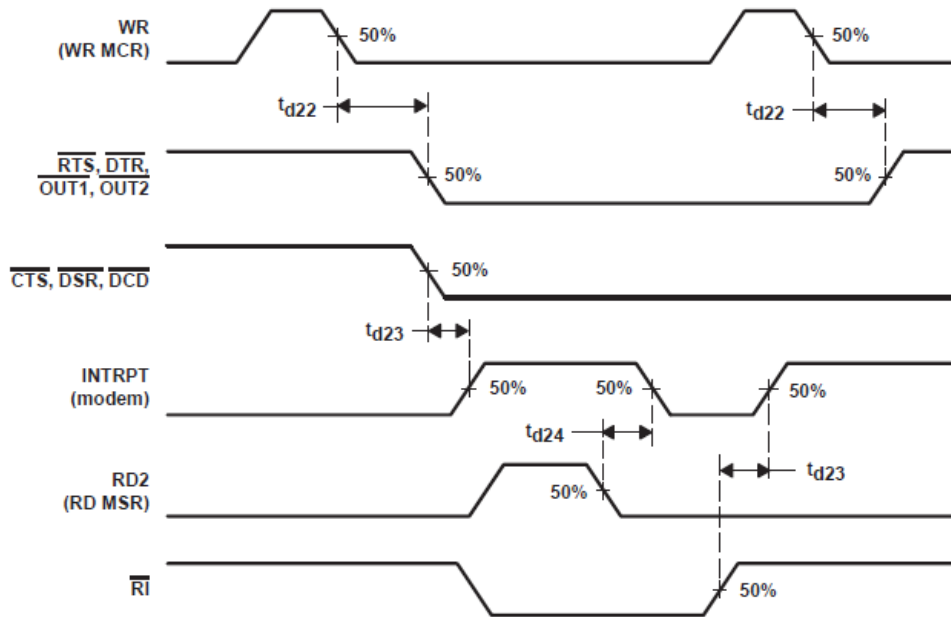 WR
(WR MCR)
50%
50%
td22
td22
RTS, DTR,
OUT1, OUT2
50%
50%
CTS, DSR, DCD
50%
td23
INTRPT
(modem)
50%
50%
50%
td24
td23
RD2
(RD MSR)
50%
RI
50%